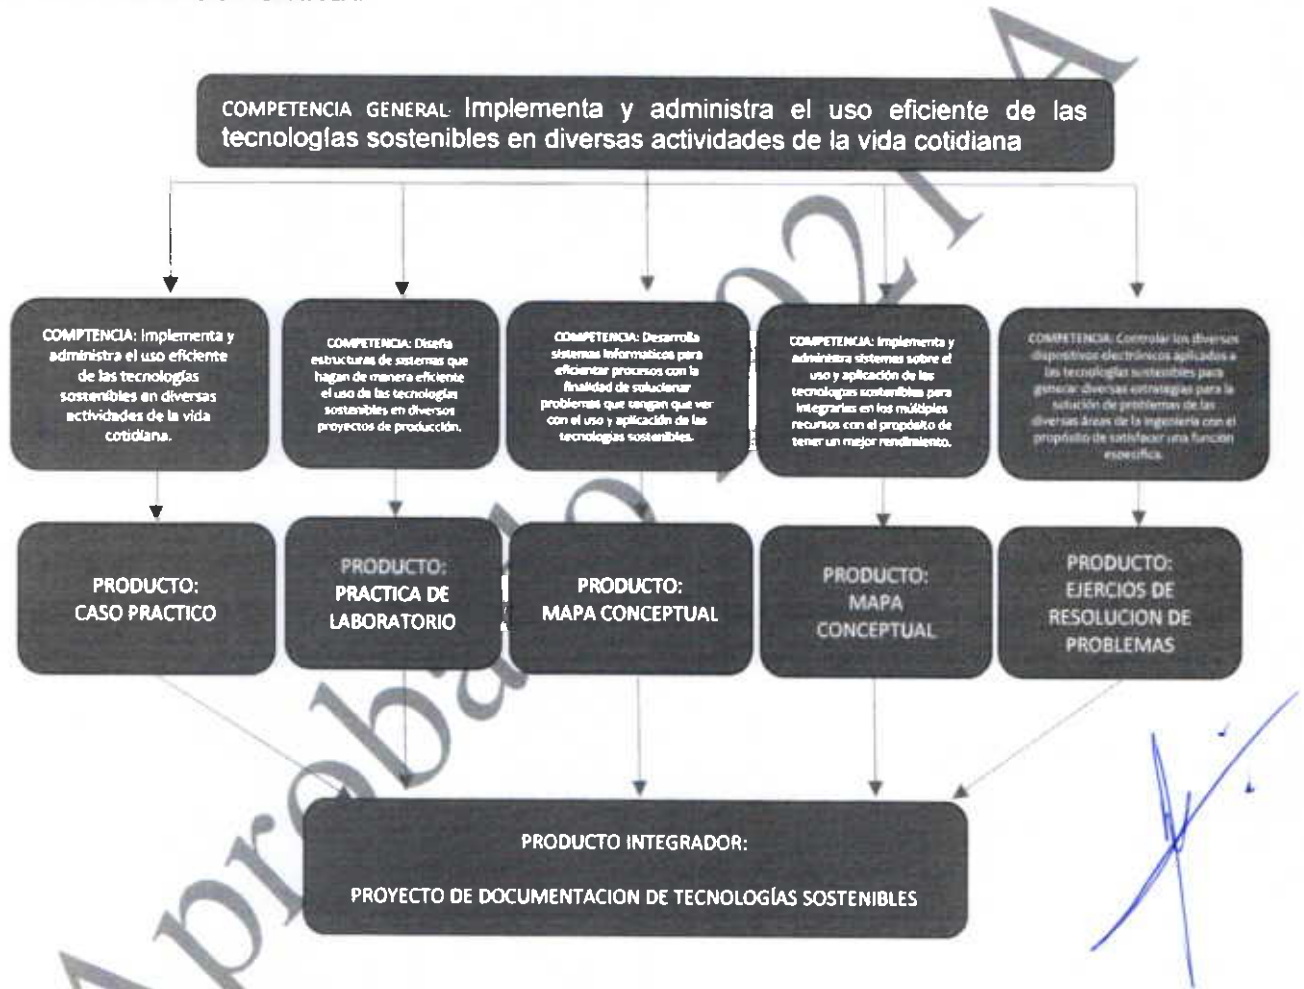 COMPETENCIA GENERAL: Implementa y administra el uso eficiente de las
tecnologías sostenibles en diversas actividades de la vida cotidiana
COMPTENCIA: Implementa y
administra el uso eficiente
de las tecnologías
sostenibles en diversas
actividades de la vida
cotidiana.
COMPETENCIA: Diseña
estructuras de sistemas que
hagan de manera eficiente
el uso de las tecnologías
sostenibles en diversos
proyectos de producción.
COMPETENCIA: Desarrolla
sistemas informaticos para
eficientar procesos con la
finalidad de solucionar
problemas que tengan que ver
con el uso y aplicación de las
tecnologías sostenibles.
COMPETENCIA: Implementa y
administra sistemas sobre el
uso y aplicación de las
tecnologías sostenibles para
integrarlas en los múltiples
recursos con el propósito de
tener un mejor rendimiento.
COMPETENCIA: Controlar los diversos
dispositivos electrónicos aplicados a
las tecnologías sostenibles para
generar diversas estrategias para la
solución de problemas de las
diversas áreas de la ingeniería con el
propósito de satisfacer una función
específica.
PRODUCTO:
CASO PRACTICO
PRODUCTO:
PRACTICA DE
LABORATORIO
PRODUCTO:
MAPA CONCEPTUAL
PRODUCTO:
MAPA
CONCEPTUAL
PRODUCTO:
EJERCIOS DE
RESOLUCION DE
PROBLEMAS
PRODUCTO INTEGRADOR:
PROYECTO DE DOCUMENTACION DE TECNOLOGÍAS SOSTENIBLES